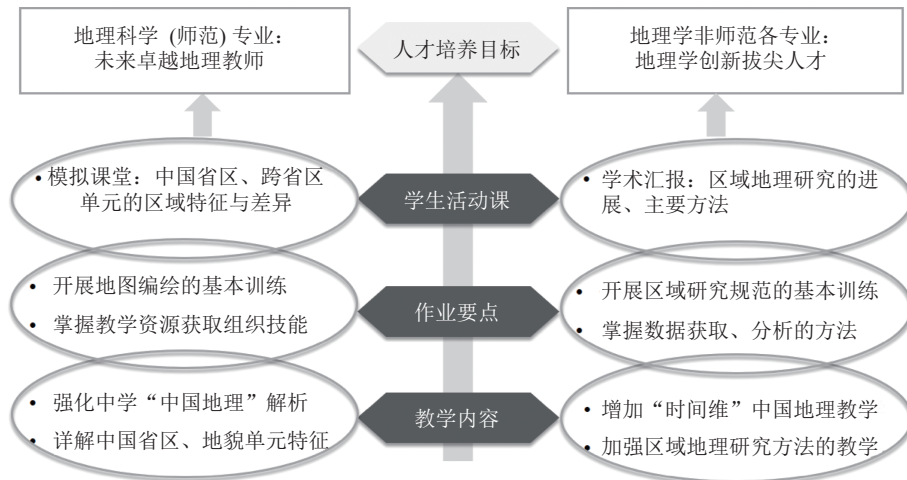 地理科学 (师范) 专业：
未来卓越地理教师
人才培养目标
地理学非师范各专业：
地理学创新拔尖人才
• 模拟课堂：中国省区、跨省区
单元的区域特征与差异
学生活动课
• 学术汇报：区域地理研究的进
展、主要方法
• 开展地图编绘的基本训练
• 掌握教学资源获取组织技能
作业要点
• 开展区域研究规范的基本训练
• 掌握数据获取、分析的方法
• 强化中学“中国地理”解析
• 详解中国省区、地貌单元特征
教学内容
• 增加“时间维”中国地理教学
• 加强区域地理研究方法的教学